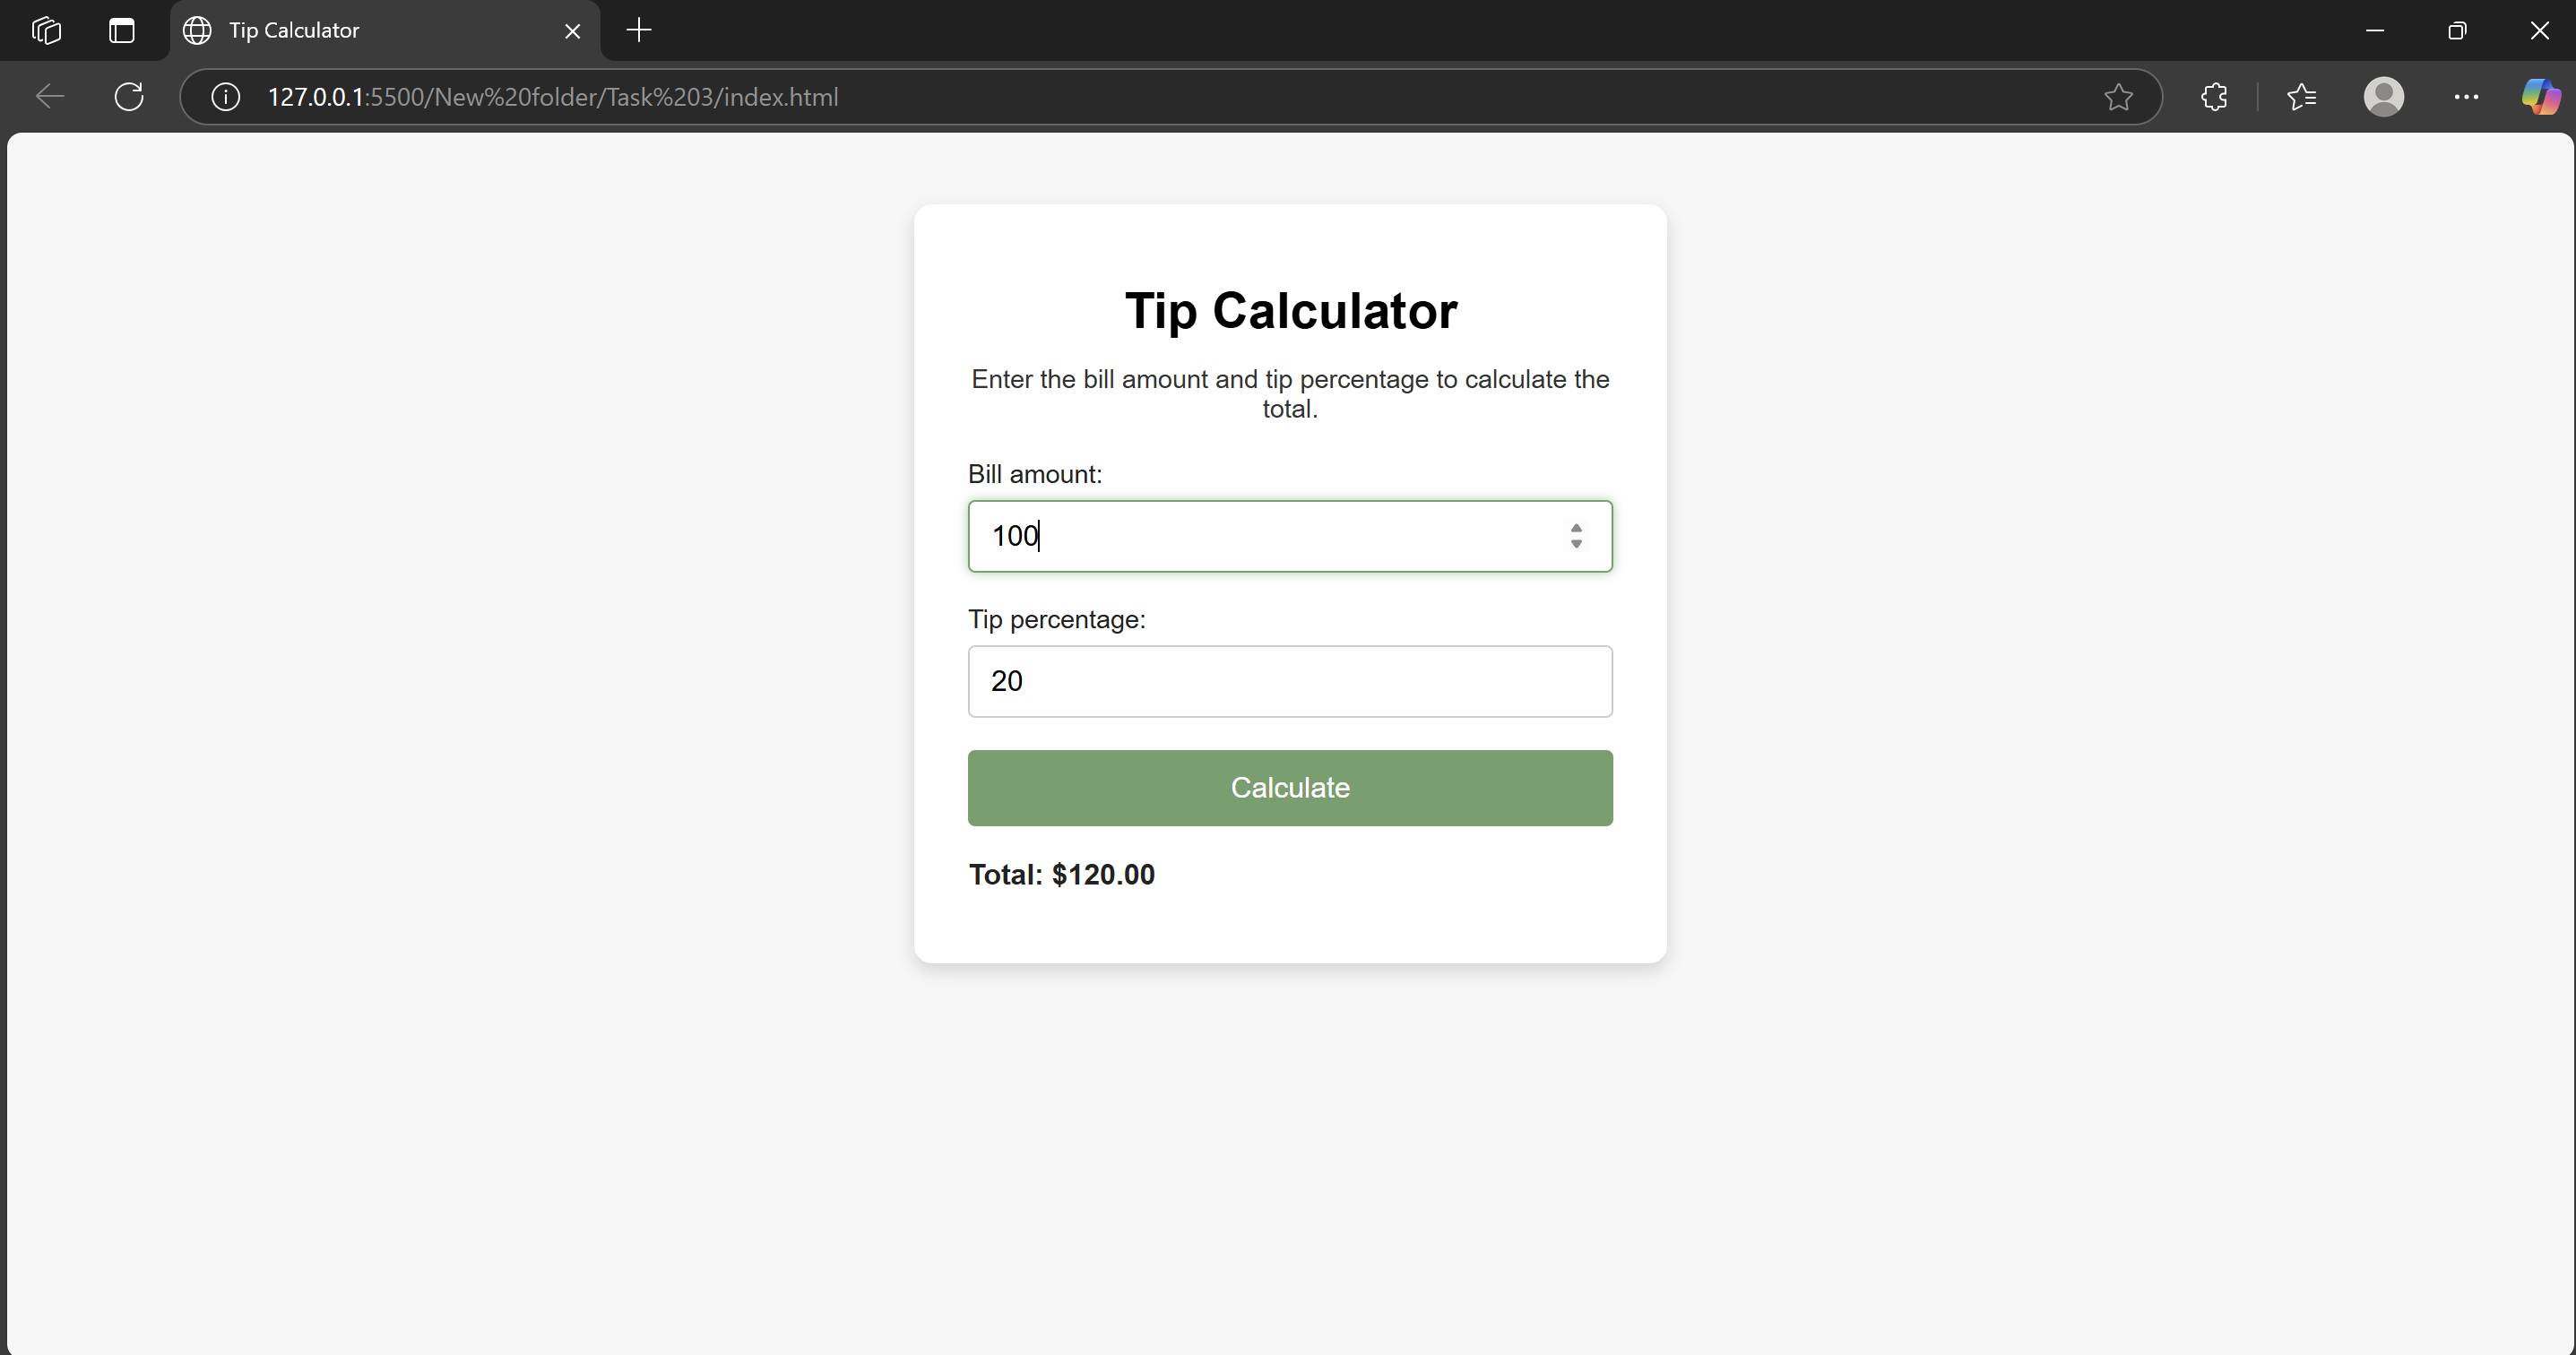 Tip Calculator
127.0.0.1:5500/New%20folder/Task%203/index.html
Tip Calculator
Enter the bill amount and tip percentage to calculate the
total.
Bill amount:
100
Tip percentage:
20
Calculate
Total: $120.00